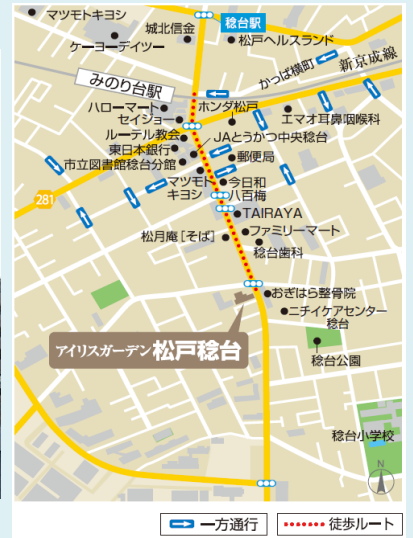 マツモトキヨシ
城北信金
稔台駅
ケーヨーデイツー
松戸ヘルスランド
かっぱ横町
新京成線
みのり台駅
ハローマート
ホンダ松戸
セイジョー
エマオ耳鼻咽喉科
ルーテル教会
JAとうかつ中央稔台
東日本銀行
郵便局
市立図書館稔台分館
マツモト
キヨシ
今日和
八百梅
281
TAIRAYA
ファミリーマート
松月庵[そば]
稔台歯科
おぎはら整骨院
ニチイケアセンター
稔台
アイリスガーデン松戸稔台
稔台公園
稔台小学校
N
一方通行
徒歩ルート